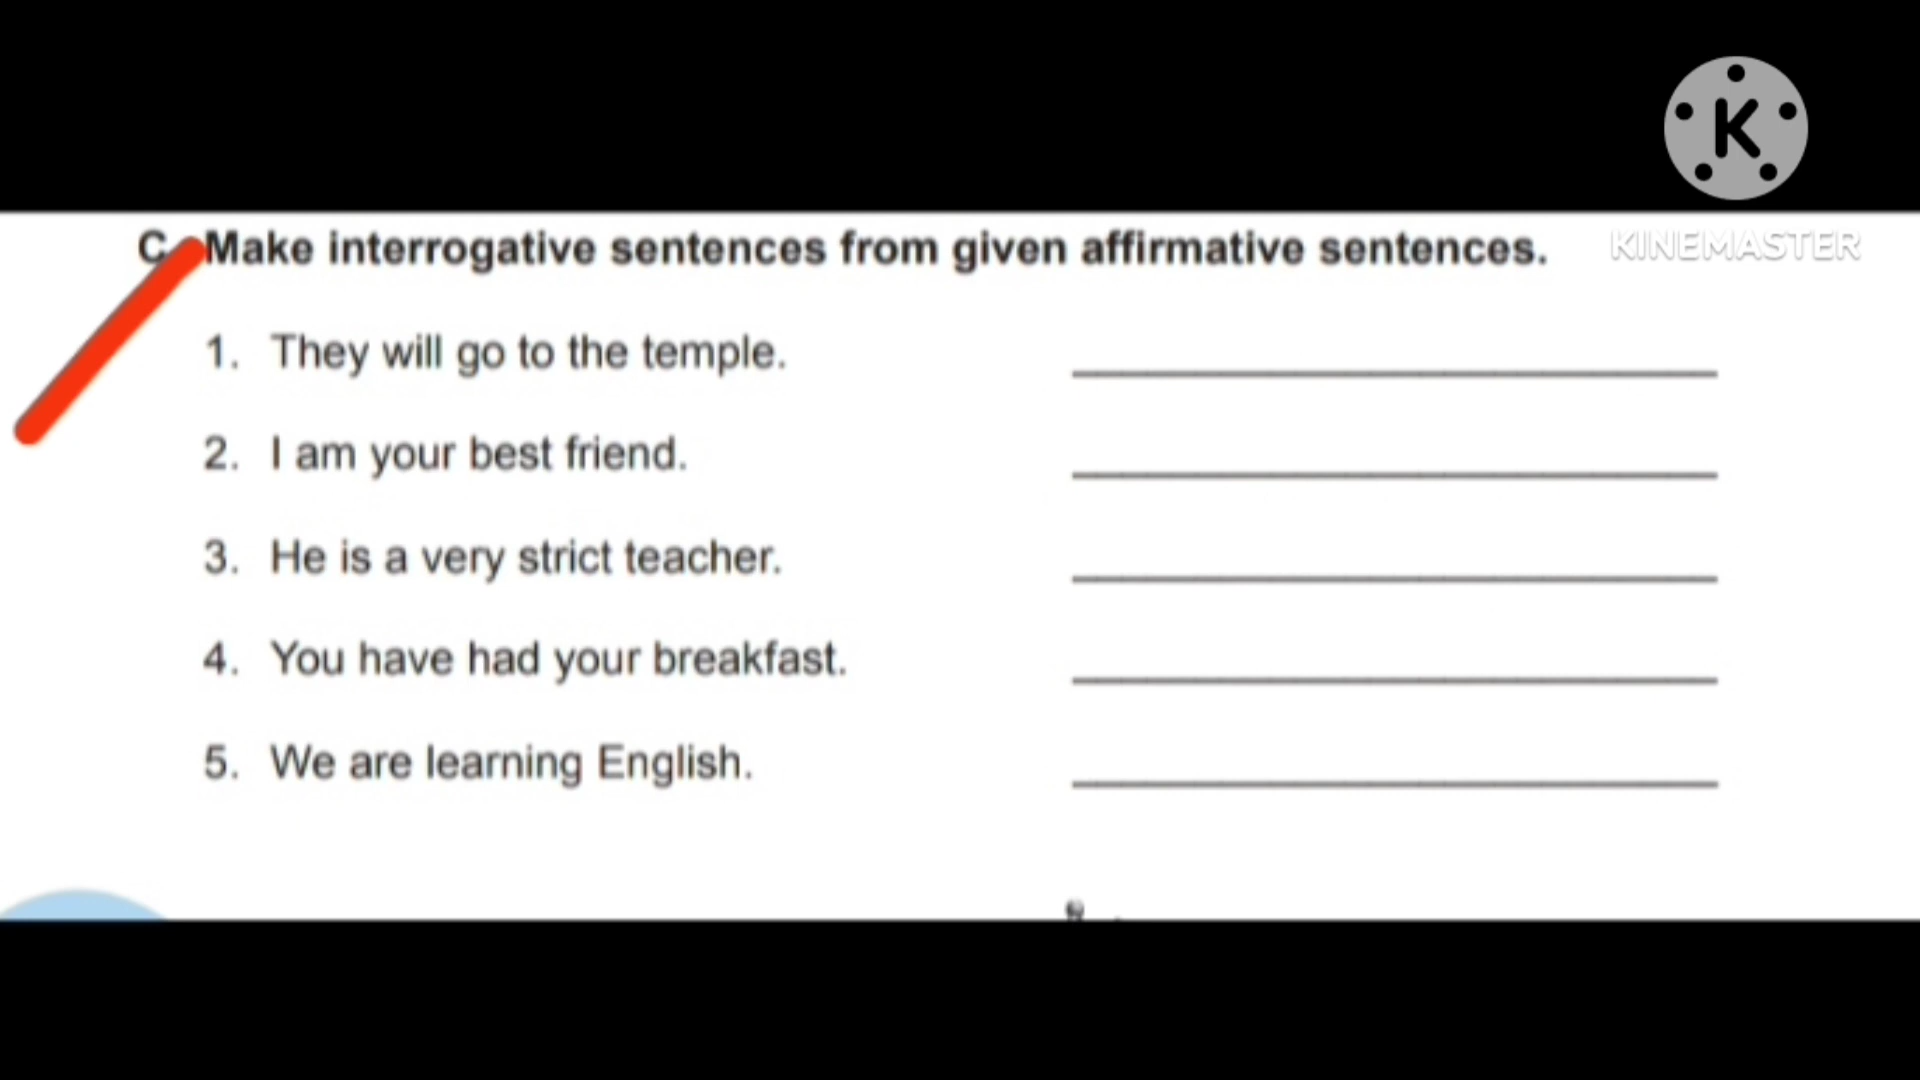 K
KINEMASTER
C. Make interrogative sentences from given affirmative sentences.
1. They will go to the temple.
2. I am your best friend.
3. He is a very strict teacher.
4. You have had your breakfast.
5. We are learning English.